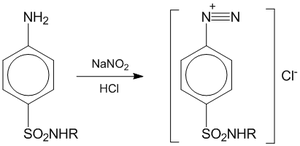 NH₂
+
N≡N
NaNO₂
HCl
Cl⁻
SO₂NHR
SO₂NHR